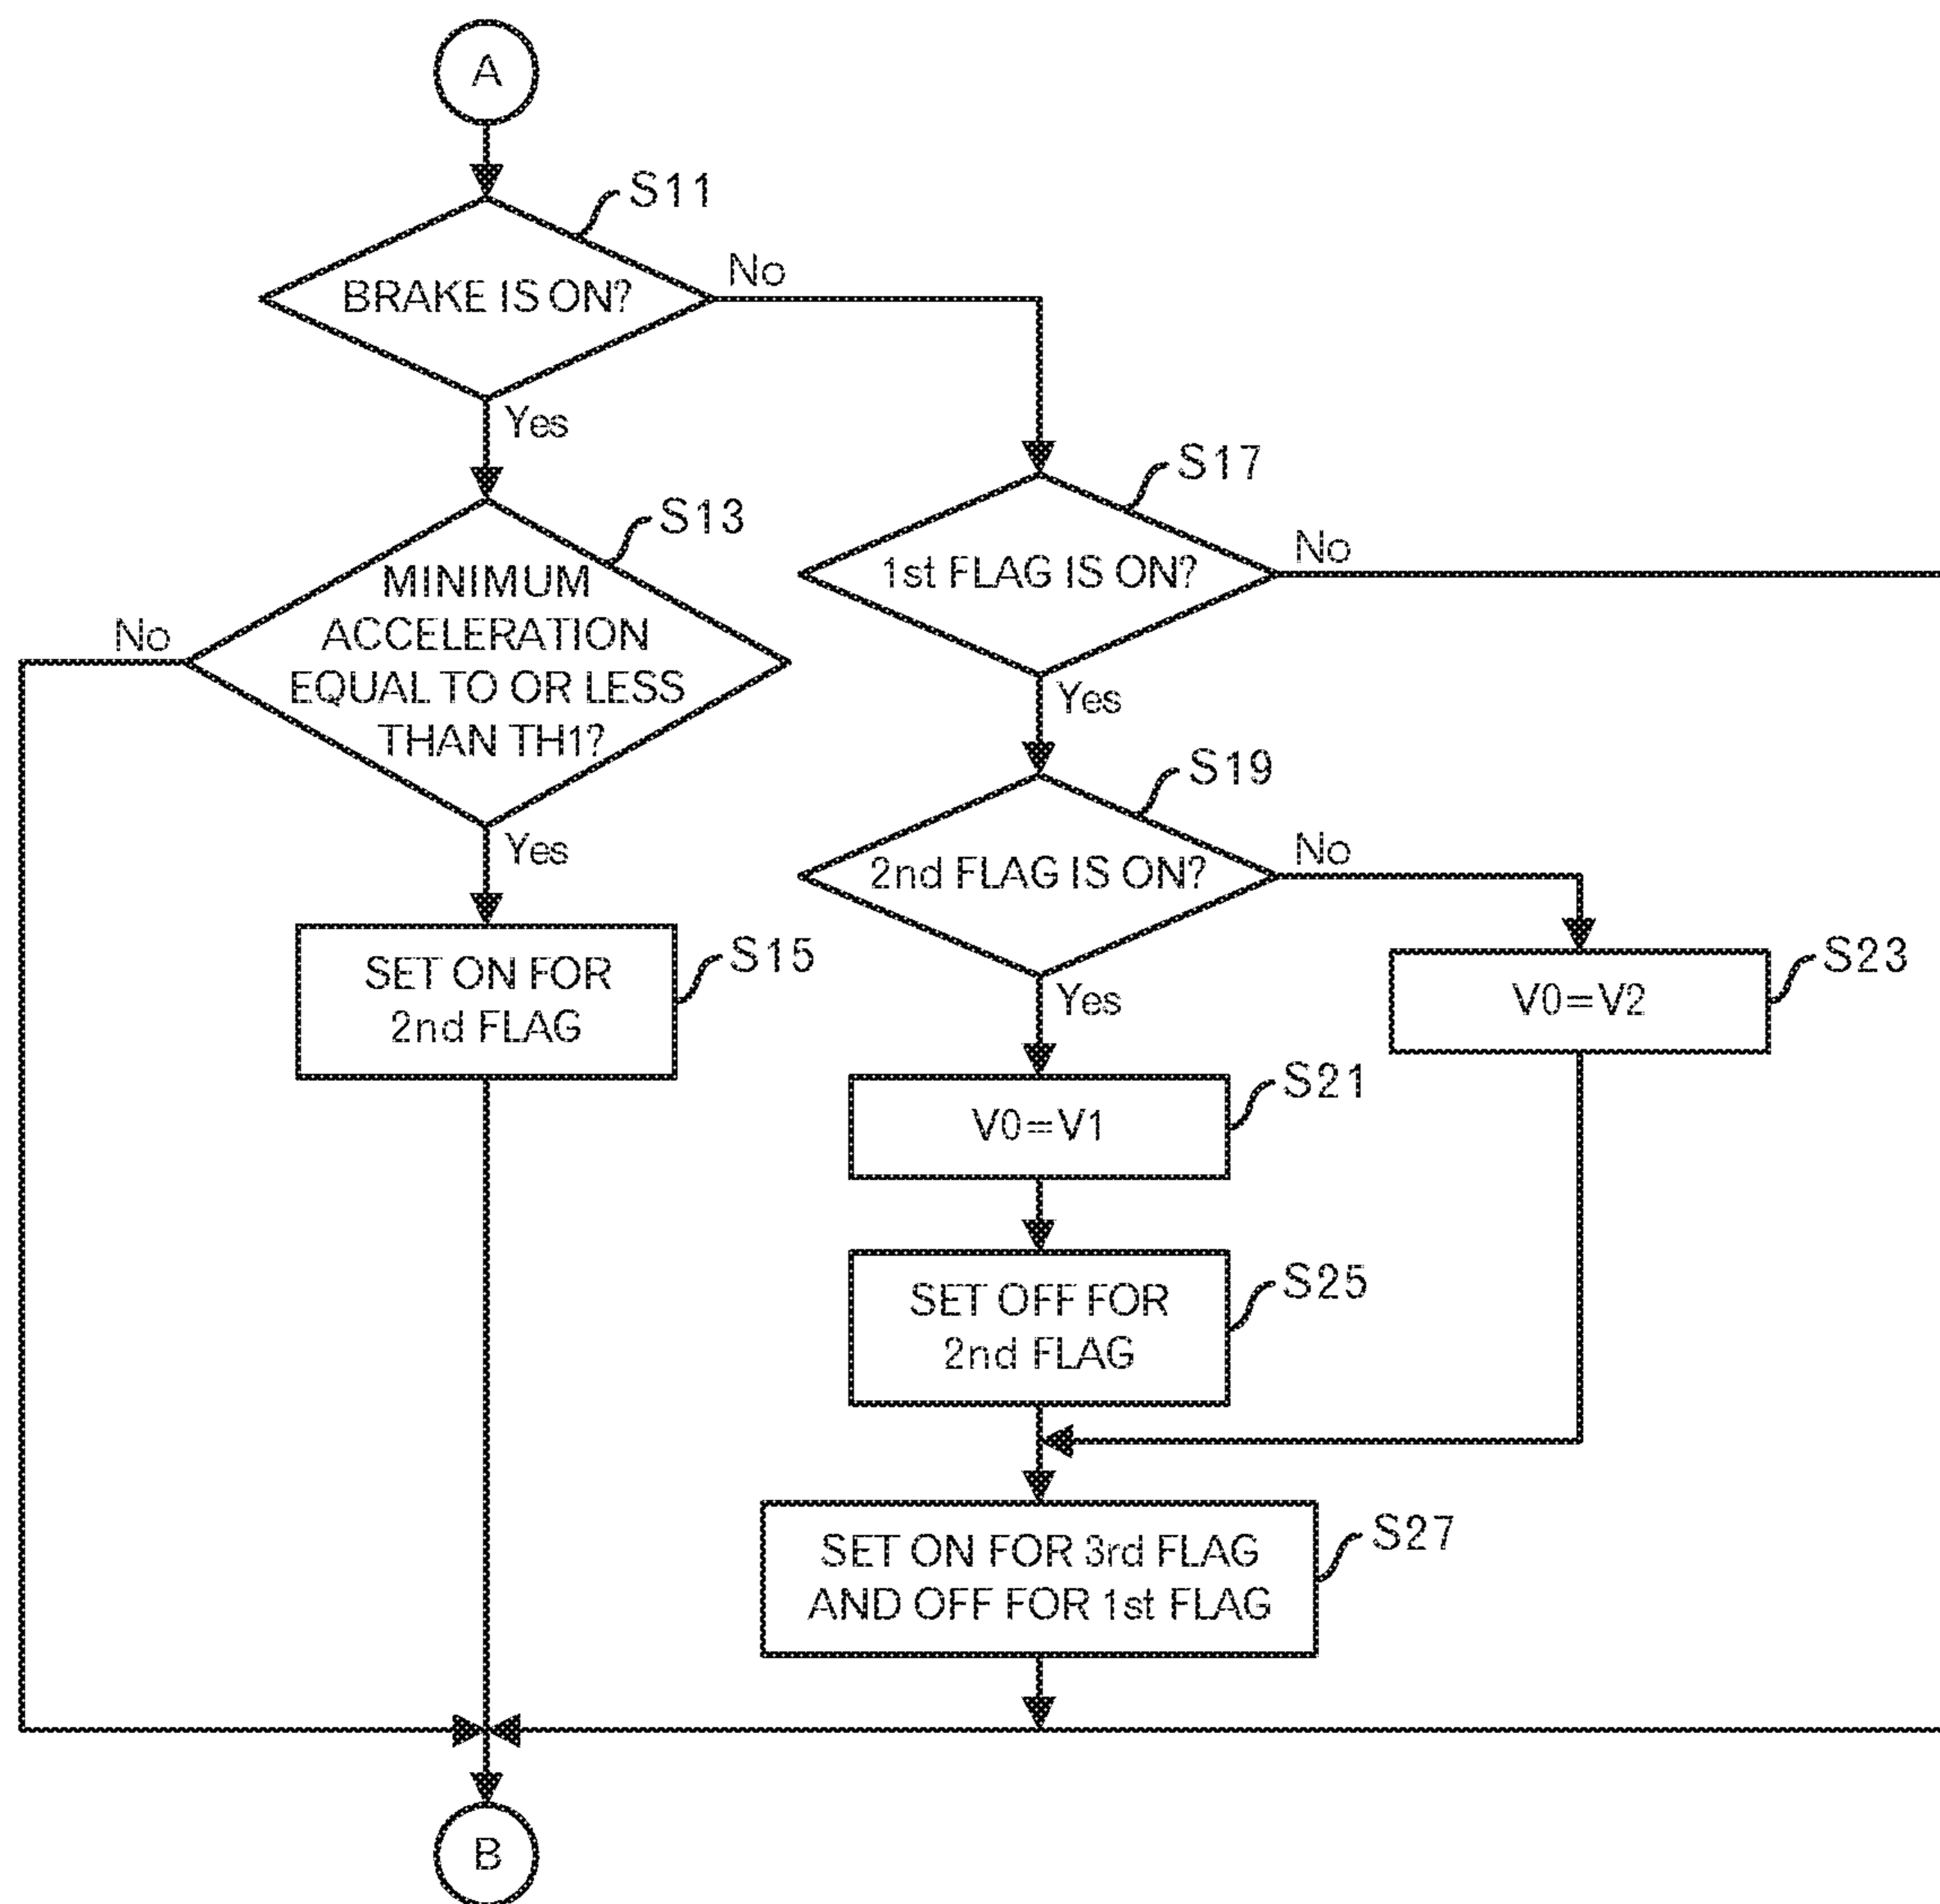 A
S11
BRAKE IS ON?
No
Yes
S13
MINIMUM
ACCELERATION
EQUAL TO OR LESS
THAN TH1?
No
Yes
S15
SET ON FOR
2nd FLAG
S17
1st FLAG IS ON?
No
Yes
S19
2nd FLAG IS ON?
No
Yes
S23
V0=V2
S21
V0=V1
S25
SET OFF FOR
2nd FLAG
S27
SET ON FOR 3rd FLAG
AND OFF FOR 1st FLAG
B